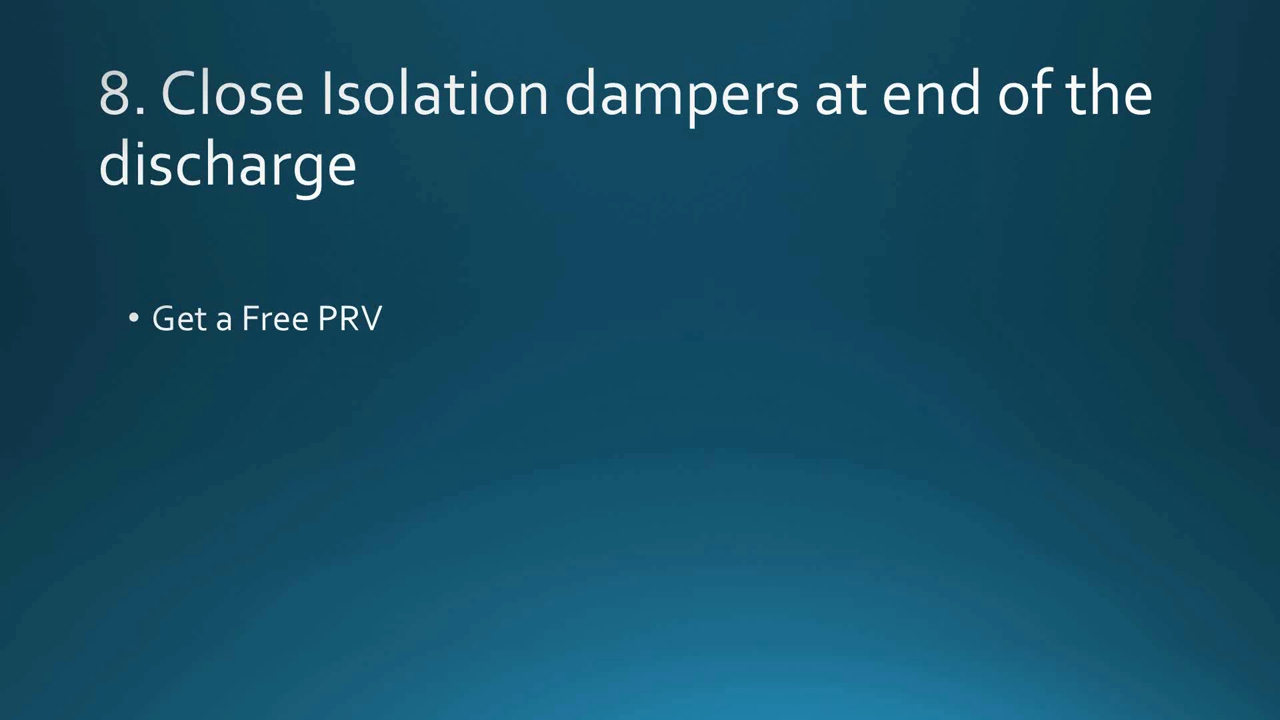 8. Close Isolation dampers at end of the
discharge
• Get a Free PRV